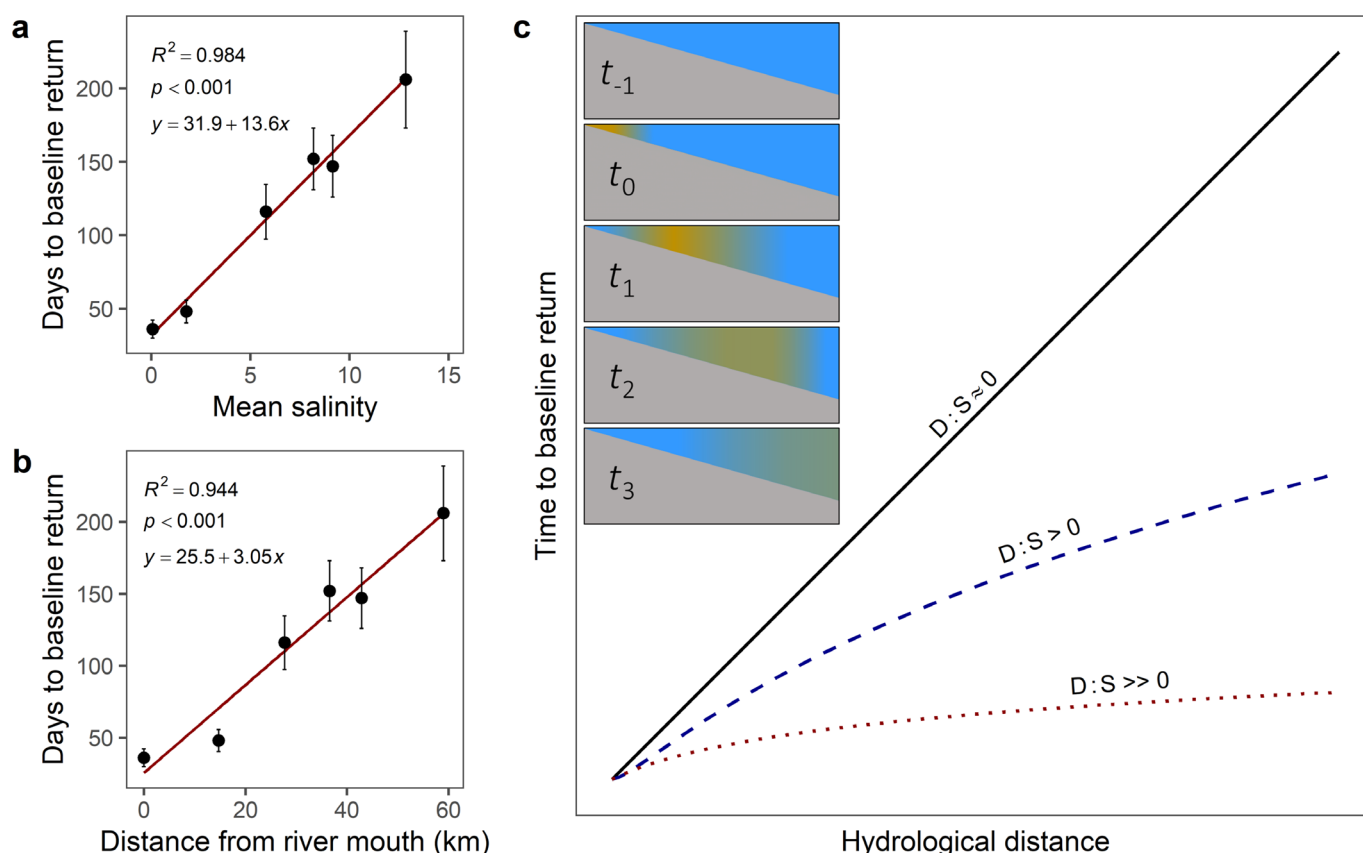 a
R² = 0.984
p < 0.001
y = 31.9 + 13.6x
Days to baseline return
200
150
100
50
0
5
10
15
Mean salinity
b
R² = 0.944
p < 0.001
y = 25.5 + 3.05x
Days to baseline return
200
150
100
50
0
20
40
60
Distance from river mouth (km)
c
t-1
t0
t1
t2
t3
Time to baseline return
D:S ≈ 0
D:S > 0
D:S >> 0
Hydrological distance